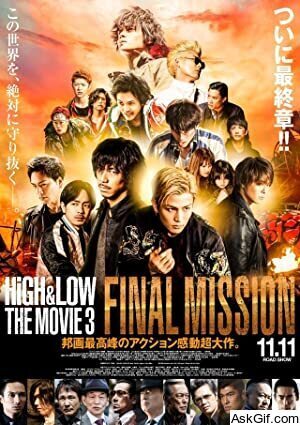 ついに最終章!!
この世界を、絶対に守り抜く。
HiGH&LOW
THE MOVIE 3
FINAL MISSION
邦画最高峰のアクション感動超大作。
11.11
ROAD SHOW
AskGif.com